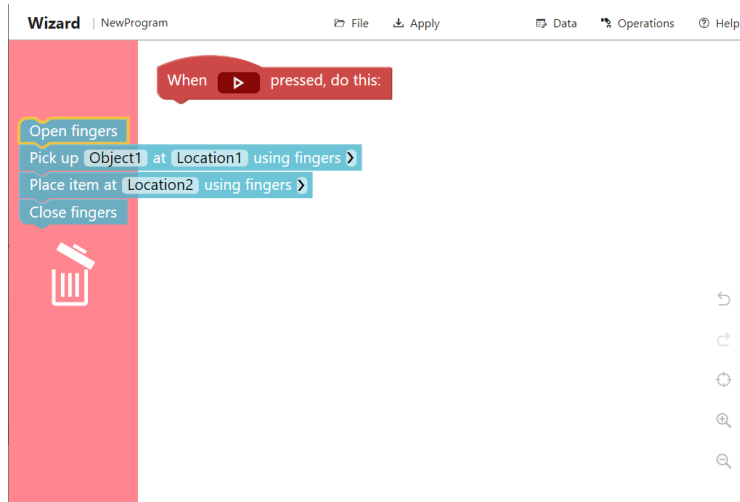 Wizard | NewProgram File Apply Data Operations Help
When pressed, do this:
Open fingers
Pick up Object1 at Location1 using fingers
Place item at Location2 using fingers
Close fingers